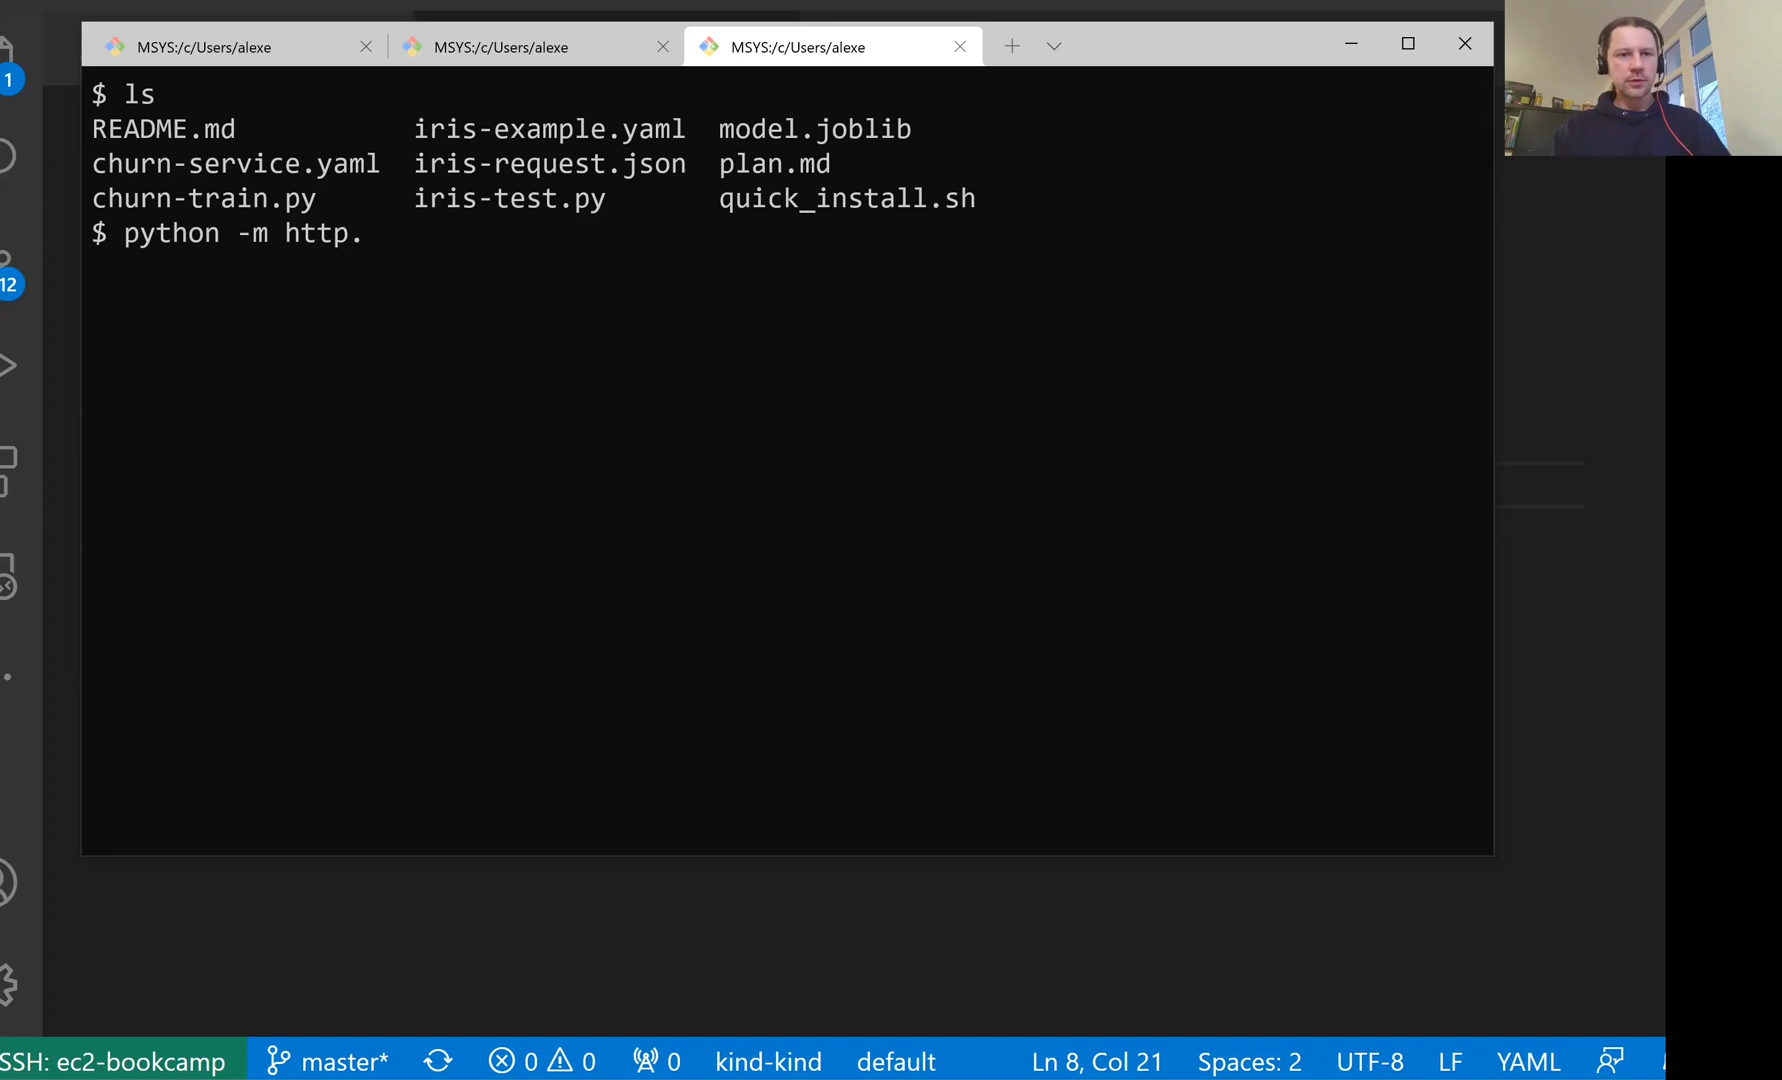 MSYS:/c/Users/alexe MSYS:/c/Users/alexe MSYS:/c/Users/alexe
1
12
$ ls
README.md iris-example.yaml model.joblib
churn-service.yaml iris-request.json plan.md
churn-train.py iris-test.py quick_install.sh
$ python -m http.
SSH: ec2-bookcamp master* 0 0 0 kind-kind default Ln 8, Col 21 Spaces: 2 UTF-8 LF YAML